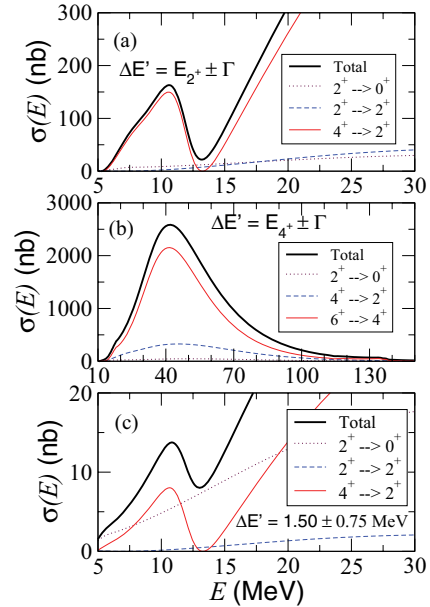 300
(a)
ΔE' = E2+ ± Γ
Total
2+ --> 0+
2+ --> 2+
4+ --> 2+
200
100
0
σ(E) (nb)
5 10 15 20 25 30
3000
(b)
ΔE' = E4+ ± Γ
Total
2+ --> 0+
4+ --> 2+
6+ --> 4+
2000
1000
0
σ(E) (nb)
10 40 70 100 130
20
(c)
Total
2+ --> 0+
2+ --> 2+
4+ --> 2+
ΔE' = 1.50 ± 0.75 MeV
10
0
σ(E) (nb)
5 10 15 20 25 30
E (MeV)